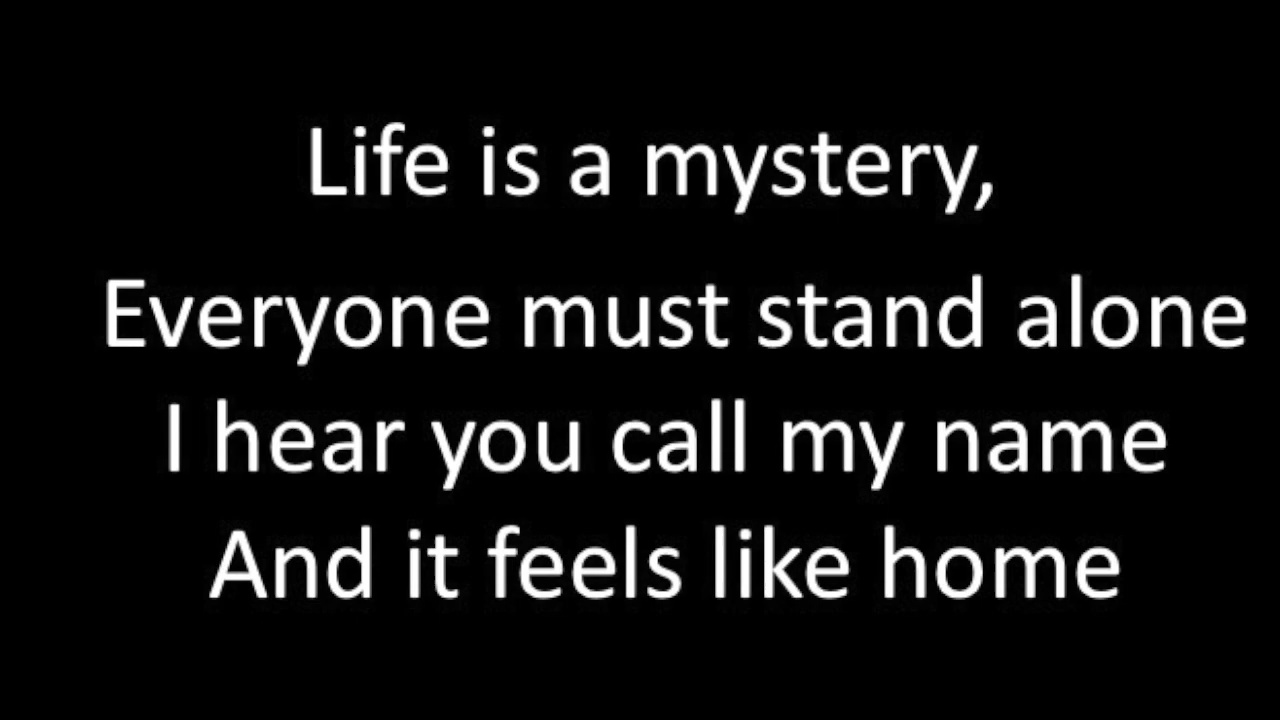 Life is a mystery,
Everyone must stand alone
I hear you call my name
And it feels like home